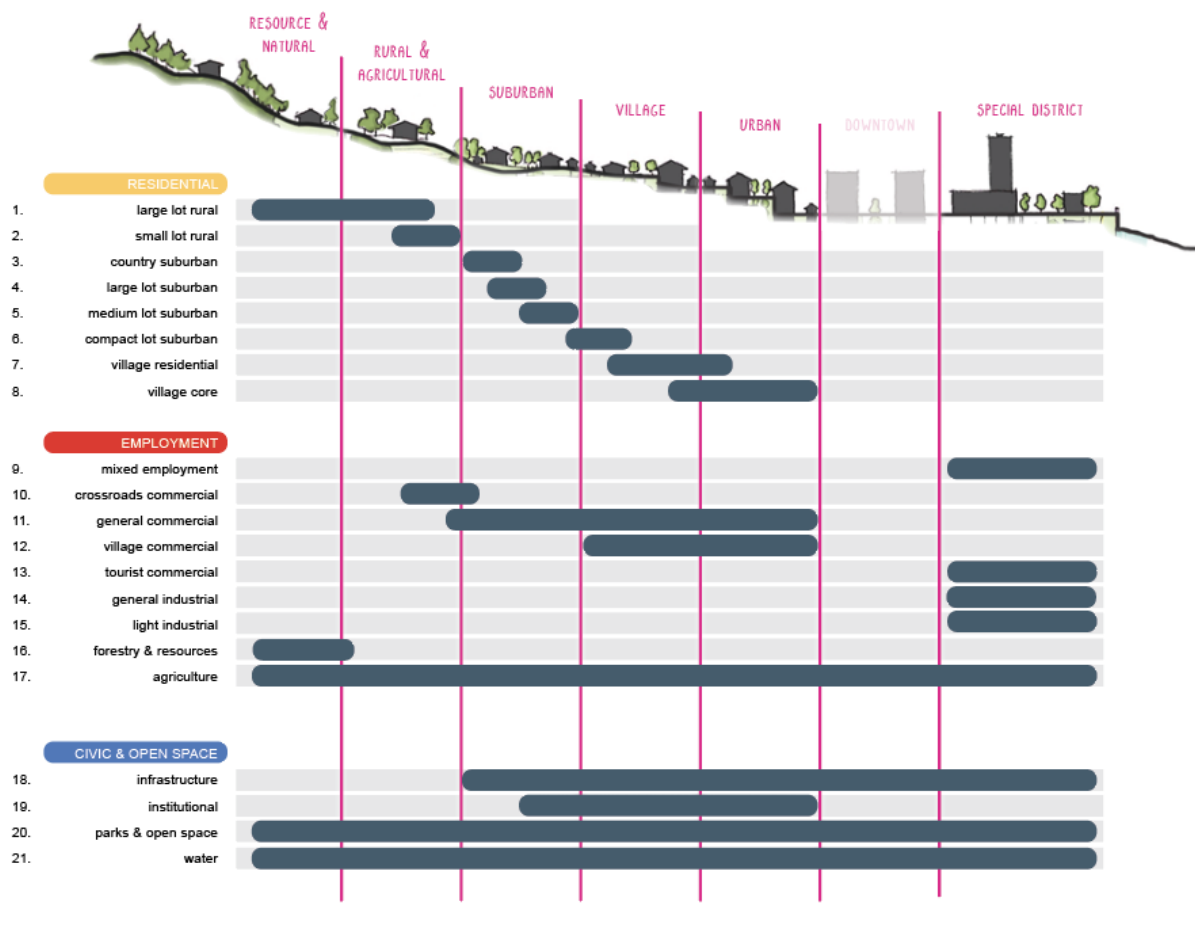 RESOURCE &
NATURAL
RURAL &
AGRICULTURAL
SUBURBAN
VILLAGE
URBAN
DOWNTOWN
SPECIAL DISTRICT
RESIDENTIAL
1. large lot rural
2. small lot rural
3. country suburban
4. large lot suburban
5. medium lot suburban
6. compact lot suburban
7. village residential
8. village core
EMPLOYMENT
9. mixed employment
10. crossroads commercial
11. general commercial
12. village commercial
13. tourist commercial
14. general industrial
15. light industrial
16. forestry & resources
17. agriculture
CIVIC & OPEN SPACE
18. infrastructure
19. institutional
20. parks & open space
21. water